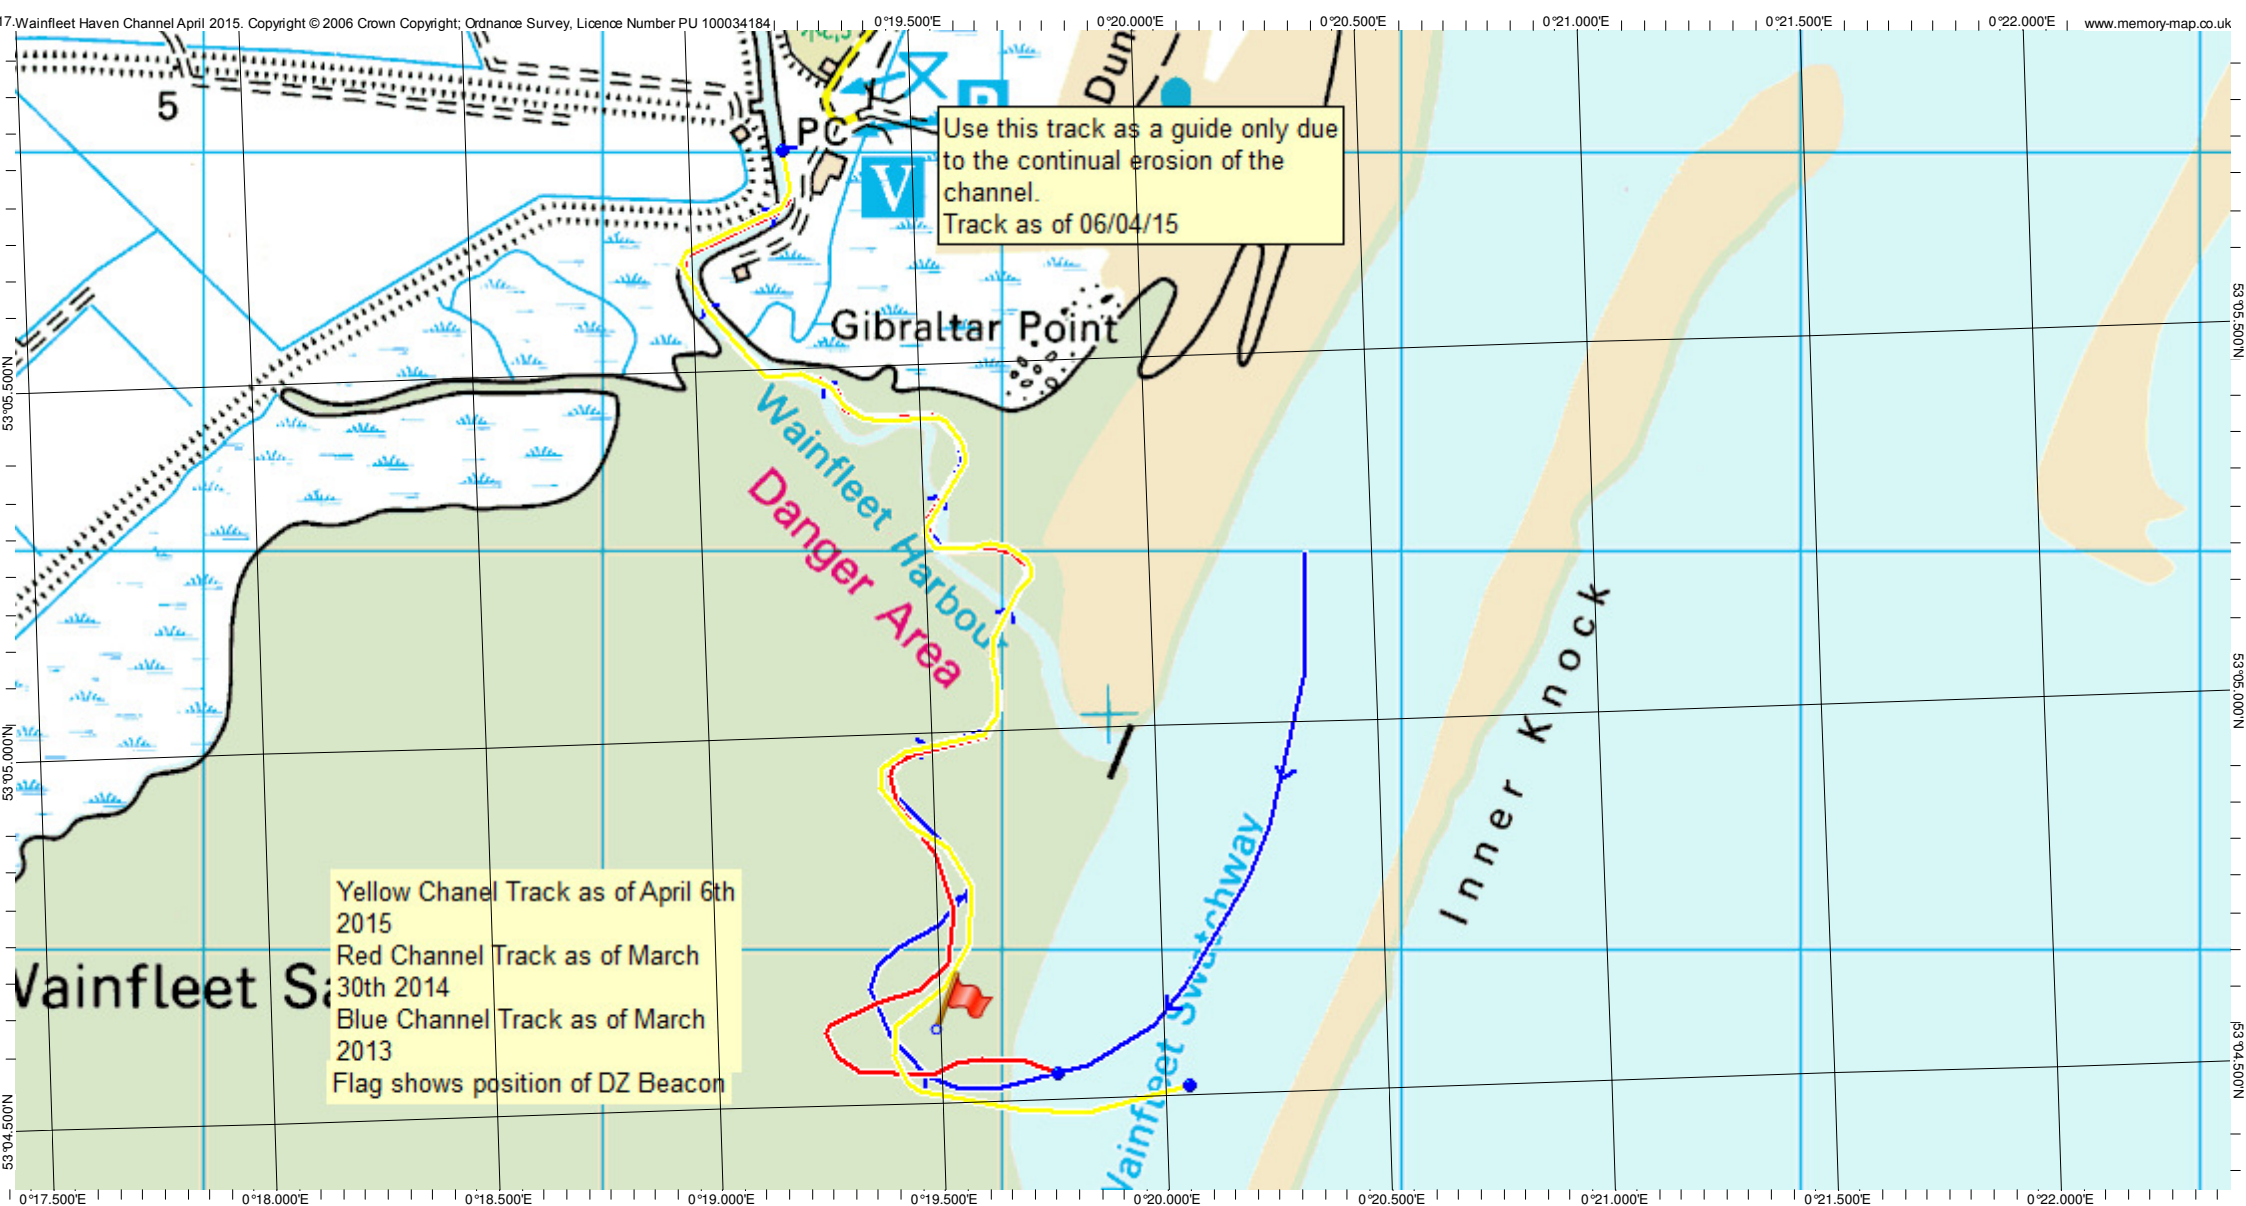 Wainfleet Haven Channel April 2015. Copyright © 2006 Crown Copyright; Ordnance Survey, Licence Number PU 100034184
0°19.500'E
0°20.000'E
0°20.500'E
0°21.000'E
0°21.500'E
0°22.000'E
www.memory-map.co.uk
5
PC
V
Use this track as a guide only due
to the continual erosion of the
channel.
Track as of 06/04/15
Gibraltar Point
53°05.500'N
53°05.500'N
Wainfleet Harbour
Danger Area
Inner Knock
53°05.000'N
53°05.000'N
Wainfleet Swatchway
Yellow Chanel Track as of April 6th
2015
Red Channel Track as of March
30th 2014
Blue Channel Track as of March
2013
Flag shows position of DZ Beacon
Wainfleet Sa
53°04.500'N
53°04.500'N
0°17.500'E
0°18.000'E
0°18.500'E
0°19.000'E
0°19.500'E
0°20.000'E
0°20.500'E
0°21.000'E
0°21.500'E
0°22.000'E